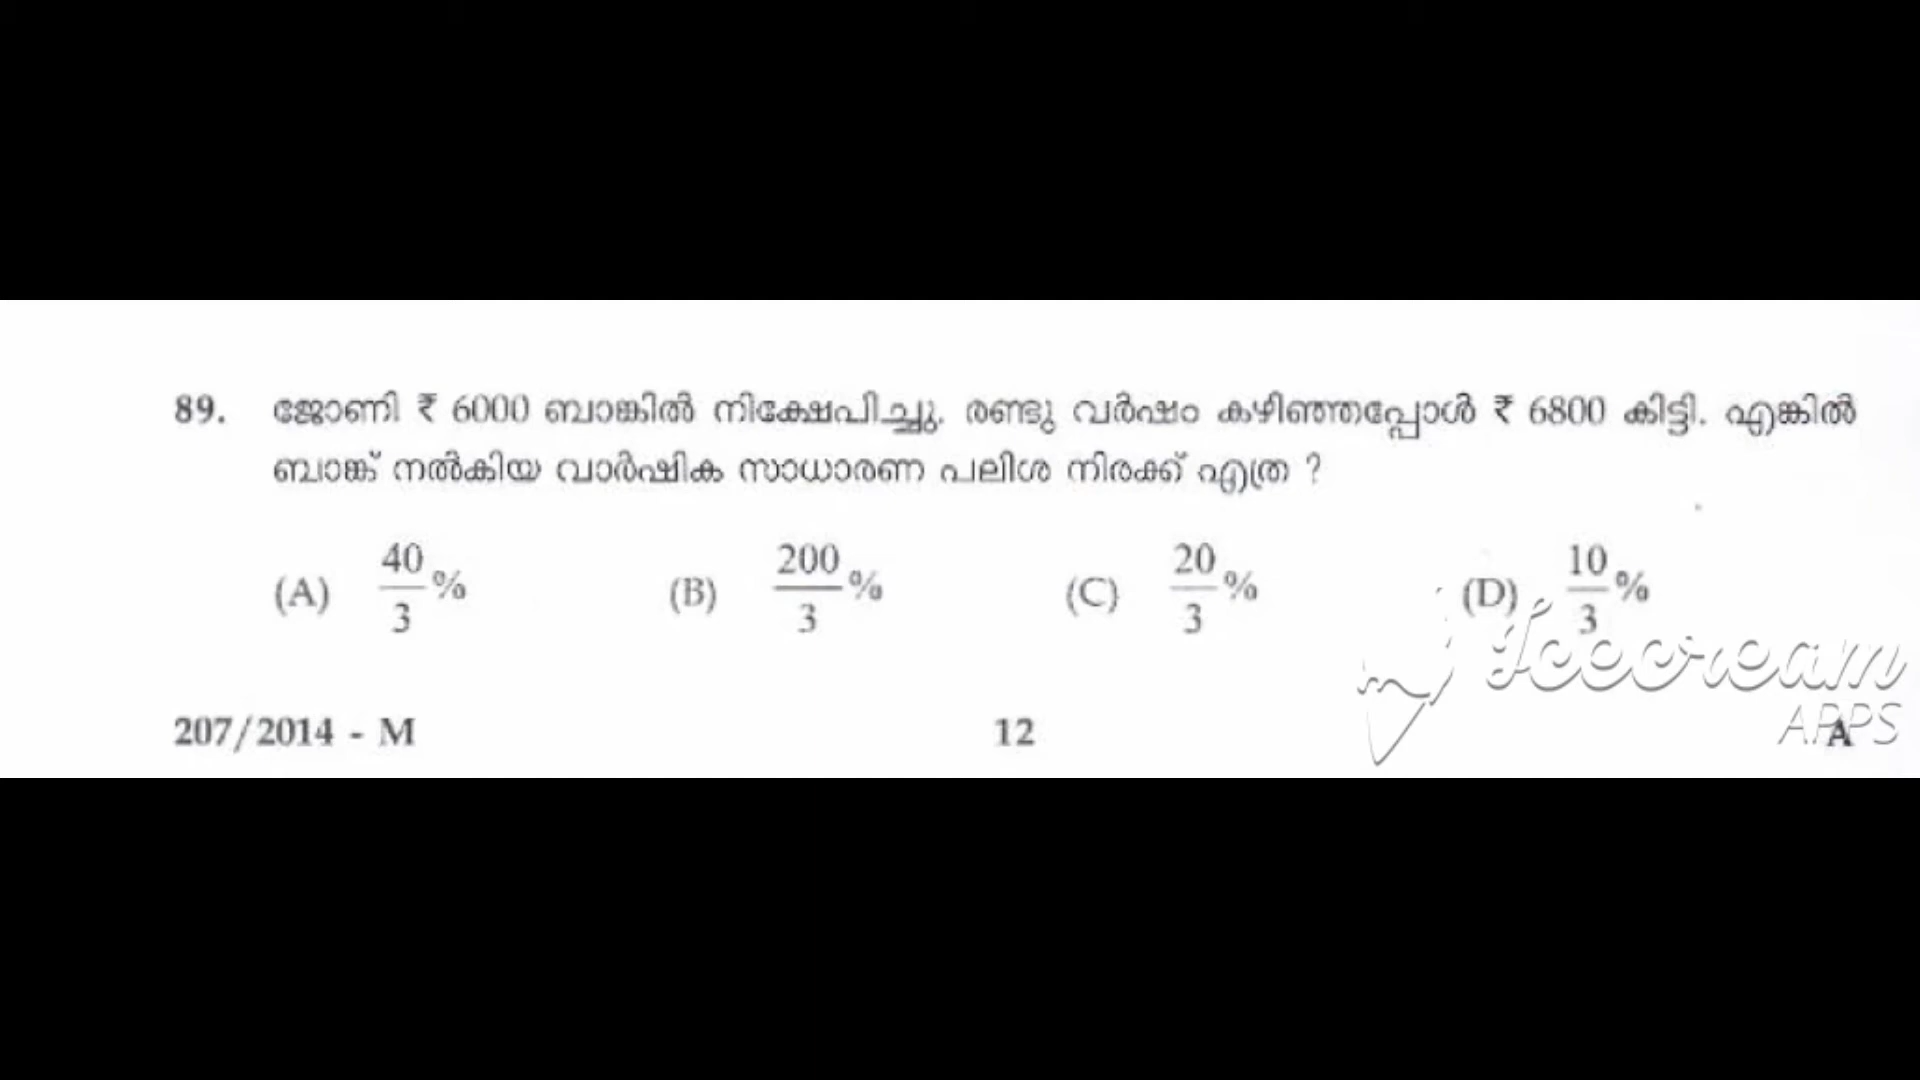 89. ജോണി ₹ 6000 ബാങ്കിൽ നിക്ഷേപിച്ചു. രണ്ടു വർഷം കഴിഞ്ഞപ്പോൾ ₹ 6800 കിട്ടി. എങ്കിൽ
ബാങ്ക് നൽകിയ വാർഷിക സാധാരണ പലിശ നിരക്ക് എത്ര ?
(A) 40/3 % (B) 200/3 % (C) 20/3 % (D) 10/3 %
Icecream
APPS
207/2014 - M 12 A